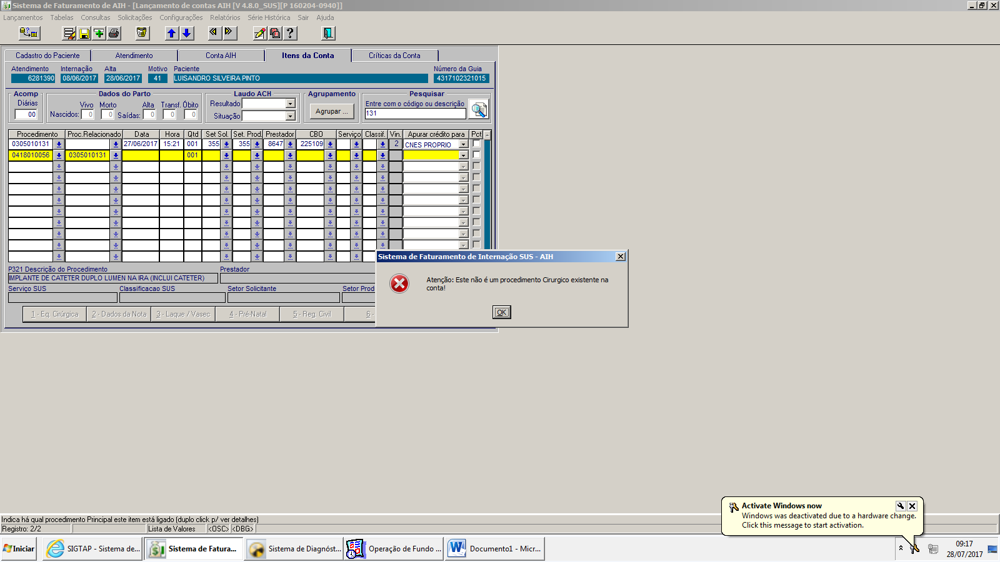 Sistema de Faturamento de AIH - [Lançamento de contas AIH [V 4.8.0_SUS][P 160204-0940]]
Lançamentos Tabelas Consultas Solicitações Configurações Relatórios Série Histórica Sair Ajuda
Cadastro do Paciente Atendimento Conta AIH Itens da Conta Críticas da Conta
Atendimento Internação Alta Motivo Paciente Número da Guia
6281390 08/06/2017 28/06/2017 41 LUISANDRO SILVEIRA PINTO 4317102321015
Acomp Dados do Parto Laudo ACH Agrupamento Pesquisar
Diárias Vivo Morto Alta Transf. Óbito Resultado Entre com o código ou descrição
00 Nascidos: 0 0 Saídas: 0 0 0 Situação Agrupar ... 131
Procedimento Proc.Relacionado Data Hora Qtd Set Sol. Set. Prod. Prestador CBO Serviço Classif. Vin. Apurar crédito para Pct
0305010131 27/06/2017 15:21 001 355 355 8647 225109 2 CNES PROPRIO
0418010056 0305010131 001
P321 Descrição do Procedimento Prestador
IMPLANTE DE CATETER DUPLO LUMEN NA IRA (INCLUI CATETER)
Serviço SUS Classificacao SUS Setor Solicitante Setor Prod
1 - Eq. Cirúrgica 2 - Dados da Nota 3 - Laque / Vasec 4 - Pré-Natal 5 - Reg. Civil 6 -
Sistema de Faturamento de Internação SUS - AIH
Atenção: Este não é um procedimento Cirurgico existente na
conta!
OK
Activate Windows now
Windows was deactivated due to a hardware change.
Click this message to start activation.
Indica há qual procedimento Principal este item está ligado (duplo click p/ ver detalhes)
Registro: 2/2 Lista de Valores <OSC> <DBG>
Iniciar SIGTAP - Sistema de... Sistema de Fatura... Sistema de Diagnóst... Operação de Fundo ... Documento1 - Micr... 09:17
28/07/2017